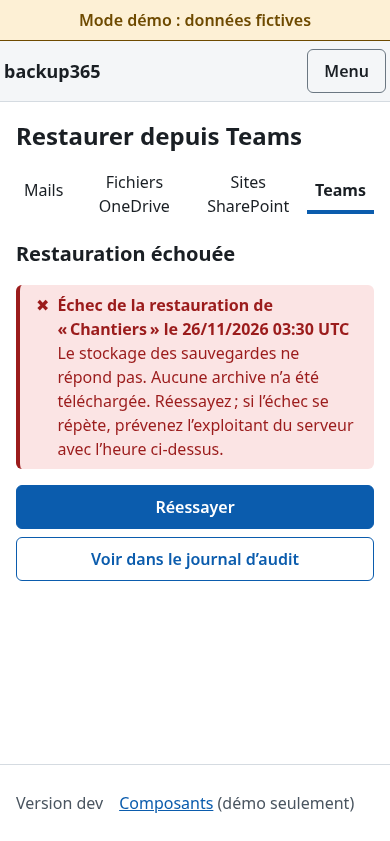 Mode démo : données fictives
backup365
Menu
Restaurer depuis Teams
Mails
Fichiers
OneDrive
Sites
SharePoint
Teams
Restauration échouée
✖ Échec de la restauration de
« Chantiers » le 26/11/2026 03:30 UTC
Le stockage des sauvegardes ne
répond pas. Aucune archive n’a été
téléchargée. Réessayez ; si l’échec se
répète, prévenez l’exploitant du serveur
avec l’heure ci-dessus.
Réessayer
Voir dans le journal d’audit
Version dev Composants (démo seulement)